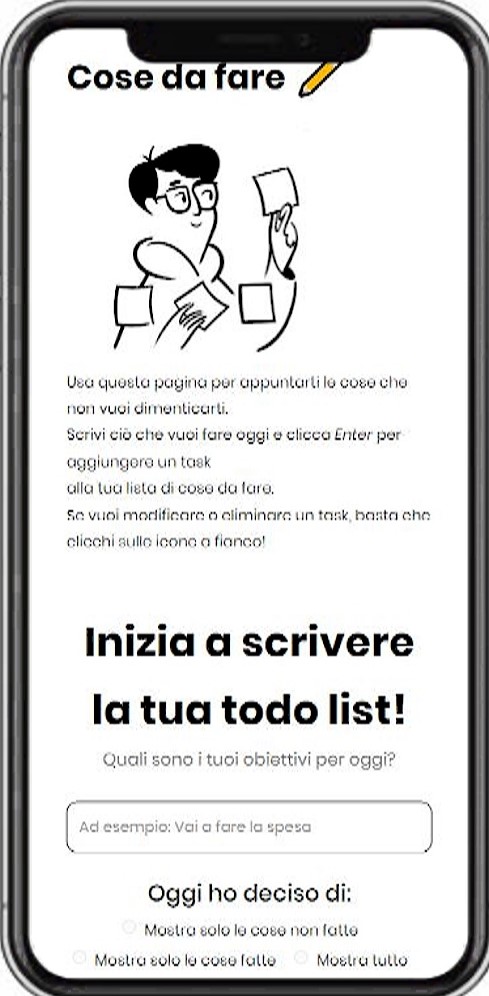 Cose da fare
Usa questa pagina per appuntarti le cose che
non vuoi dimenticarti.
Scrivi ciò che vuoi fare oggi e clicca Enter per
aggiungere un task
alla tua lista di cose da fare.
Se vuoi modificare o eliminare un task, basta che
clicchi sulle icone a fianco!
Inizia a scrivere
la tua todo list!
Quali sono i tuoi obiettivi per oggi?
Ad esempio: Vai a fare la spesa
Oggi ho deciso di:
Mostra solo le cose non fatte
Mostra solo le cose fatte Mostra tutto